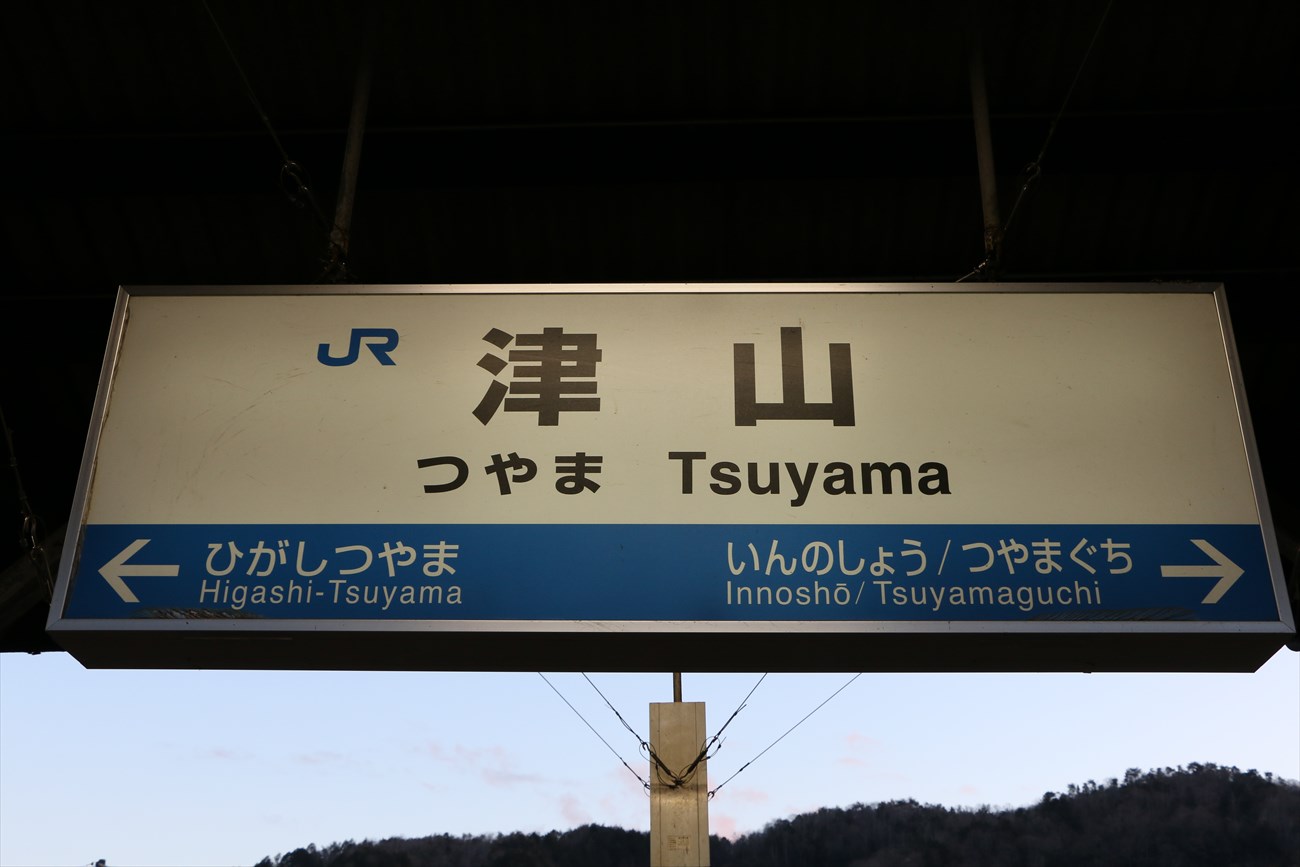 JR 津山
つやま Tsuyama
← ひがしつやま いんのしょう/つやまぐち →
Higashi-Tsuyama Innoshō/Tsuyamaguchi